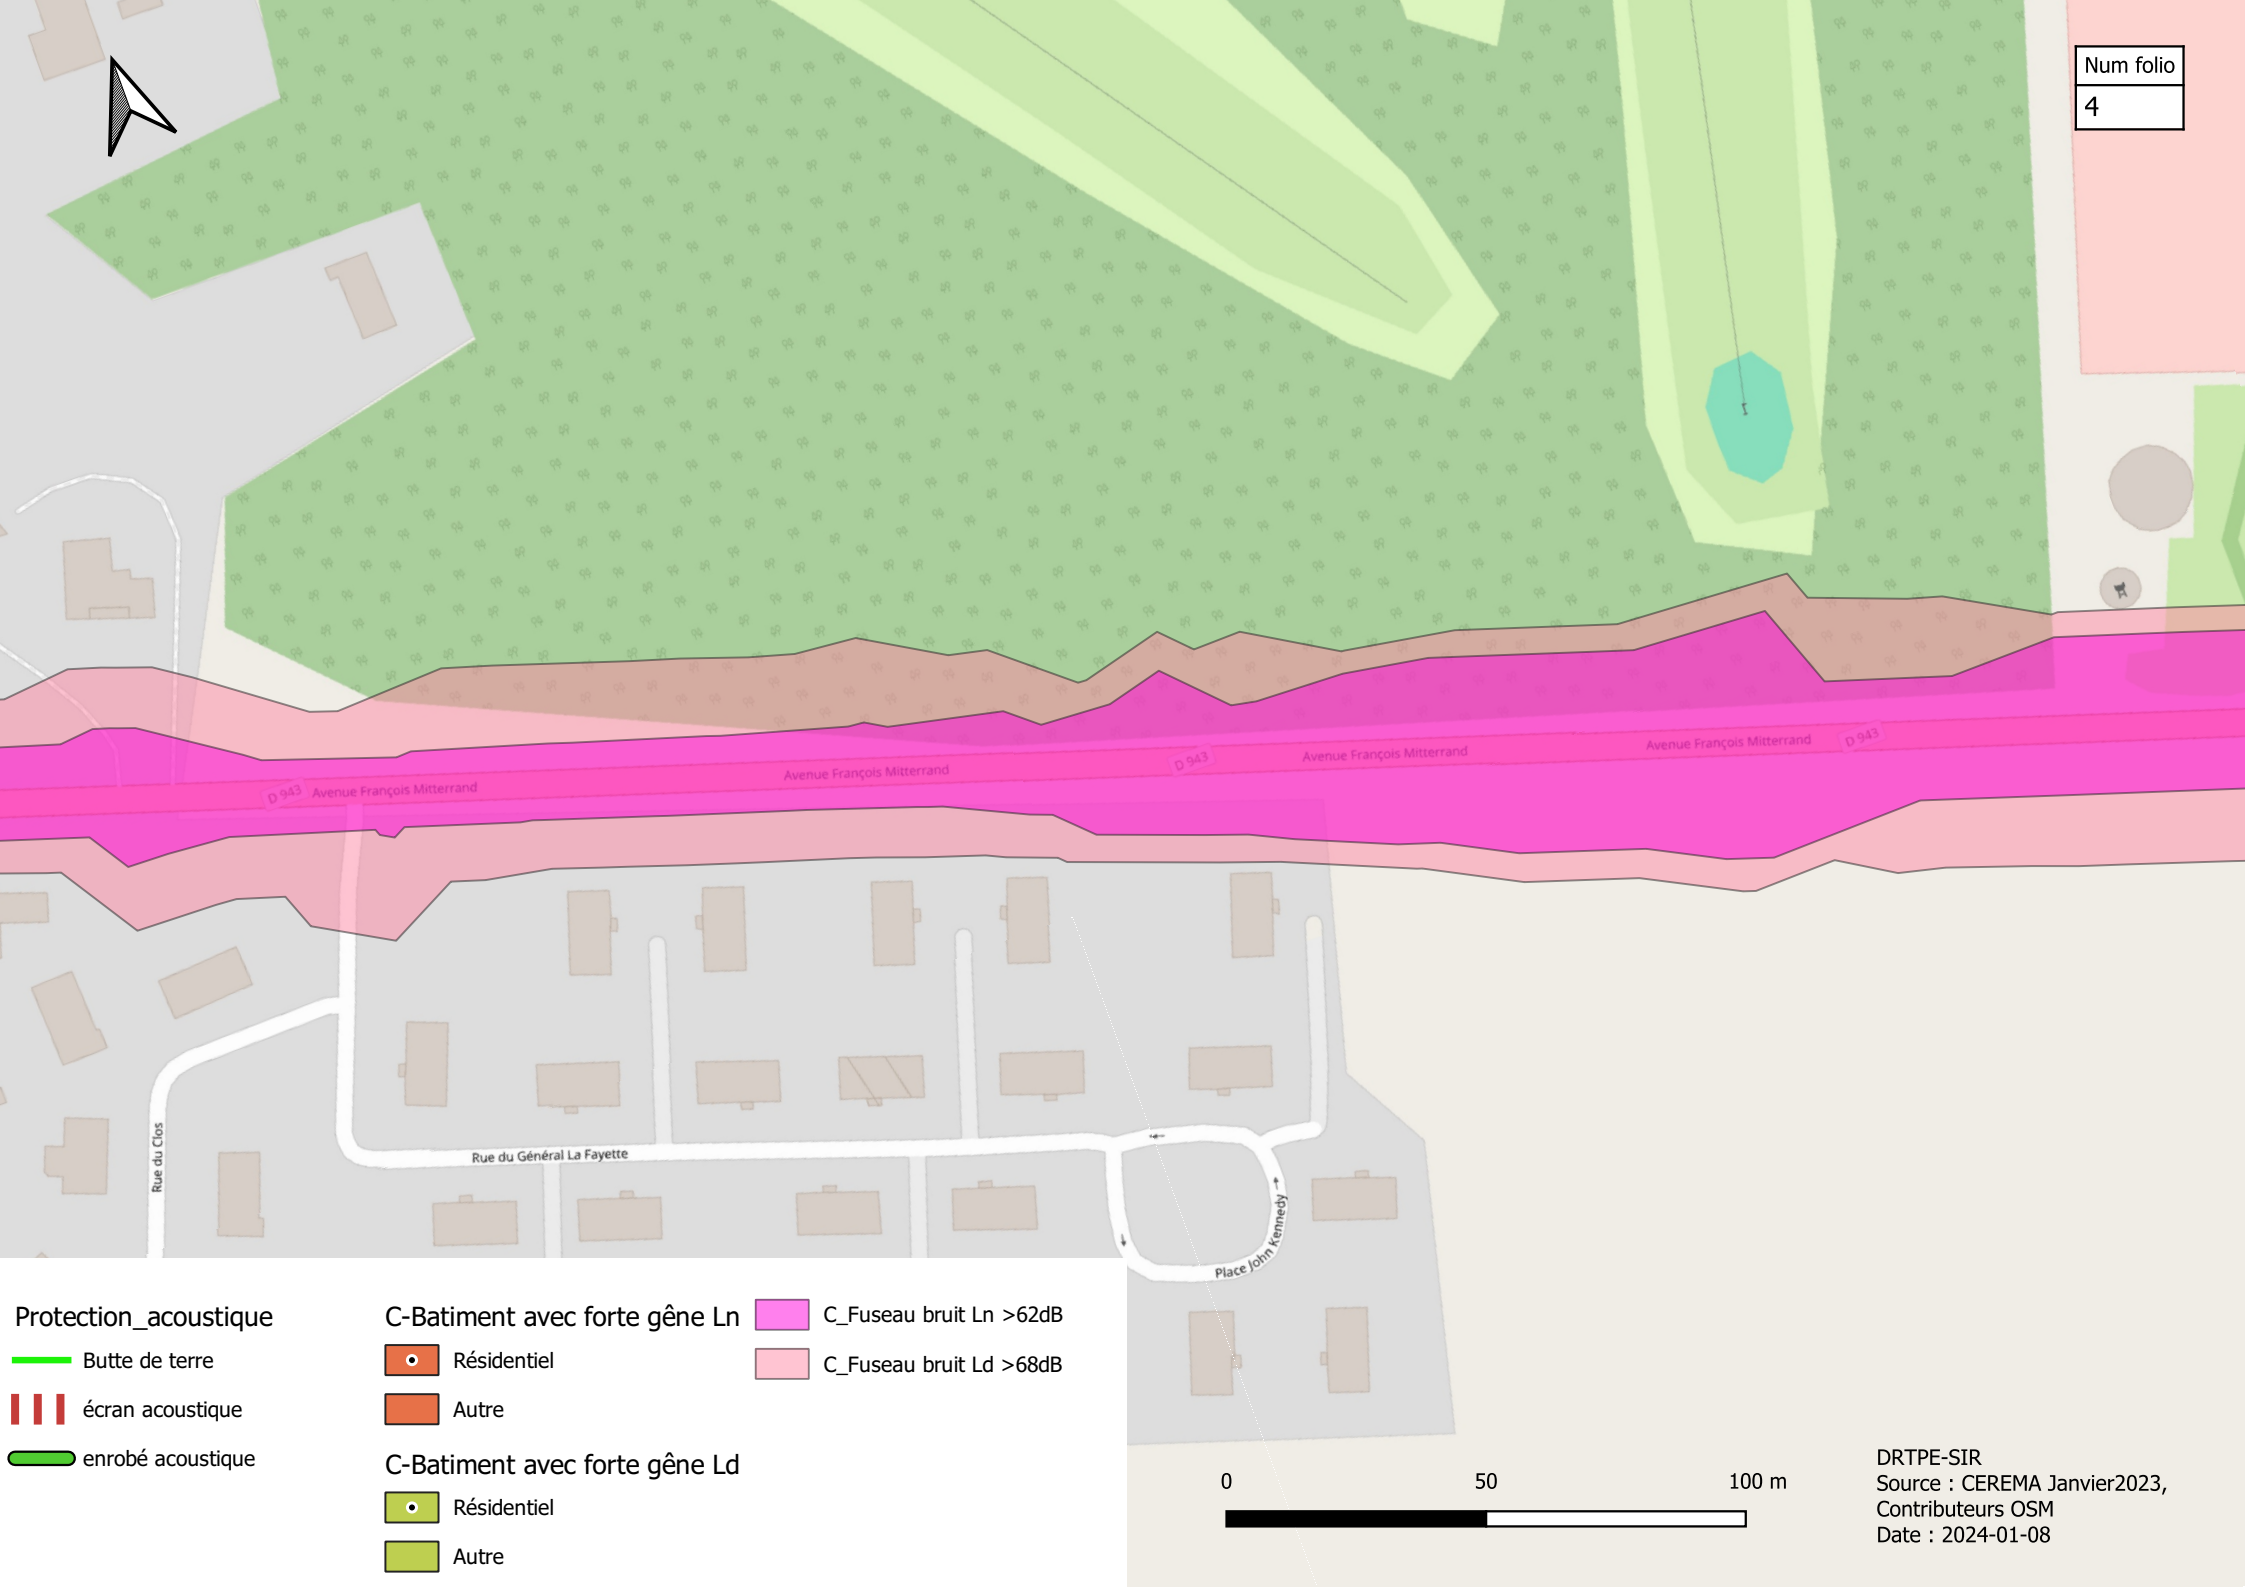 Num folio
4
D 943
Avenue François Mitterrand
Avenue François Mitterrand
D 943
Avenue François Mitterrand
Avenue François Mitterrand
D 943
Rue du Clos
Rue du Général La Fayette
Place John Kennedy
Protection_acoustique
Butte de terre
écran acoustique
enrobé acoustique
C-Batiment avec forte gêne Ln
Résidentiel
Autre
C-Batiment avec forte gêne Ld
Résidentiel
Autre
C_Fuseau bruit Ln >62dB
C_Fuseau bruit Ld >68dB
0 50 100 m
DRTPE-SIR
Source : CEREMA Janvier2023,
Contributeurs OSM
Date : 2024-01-08